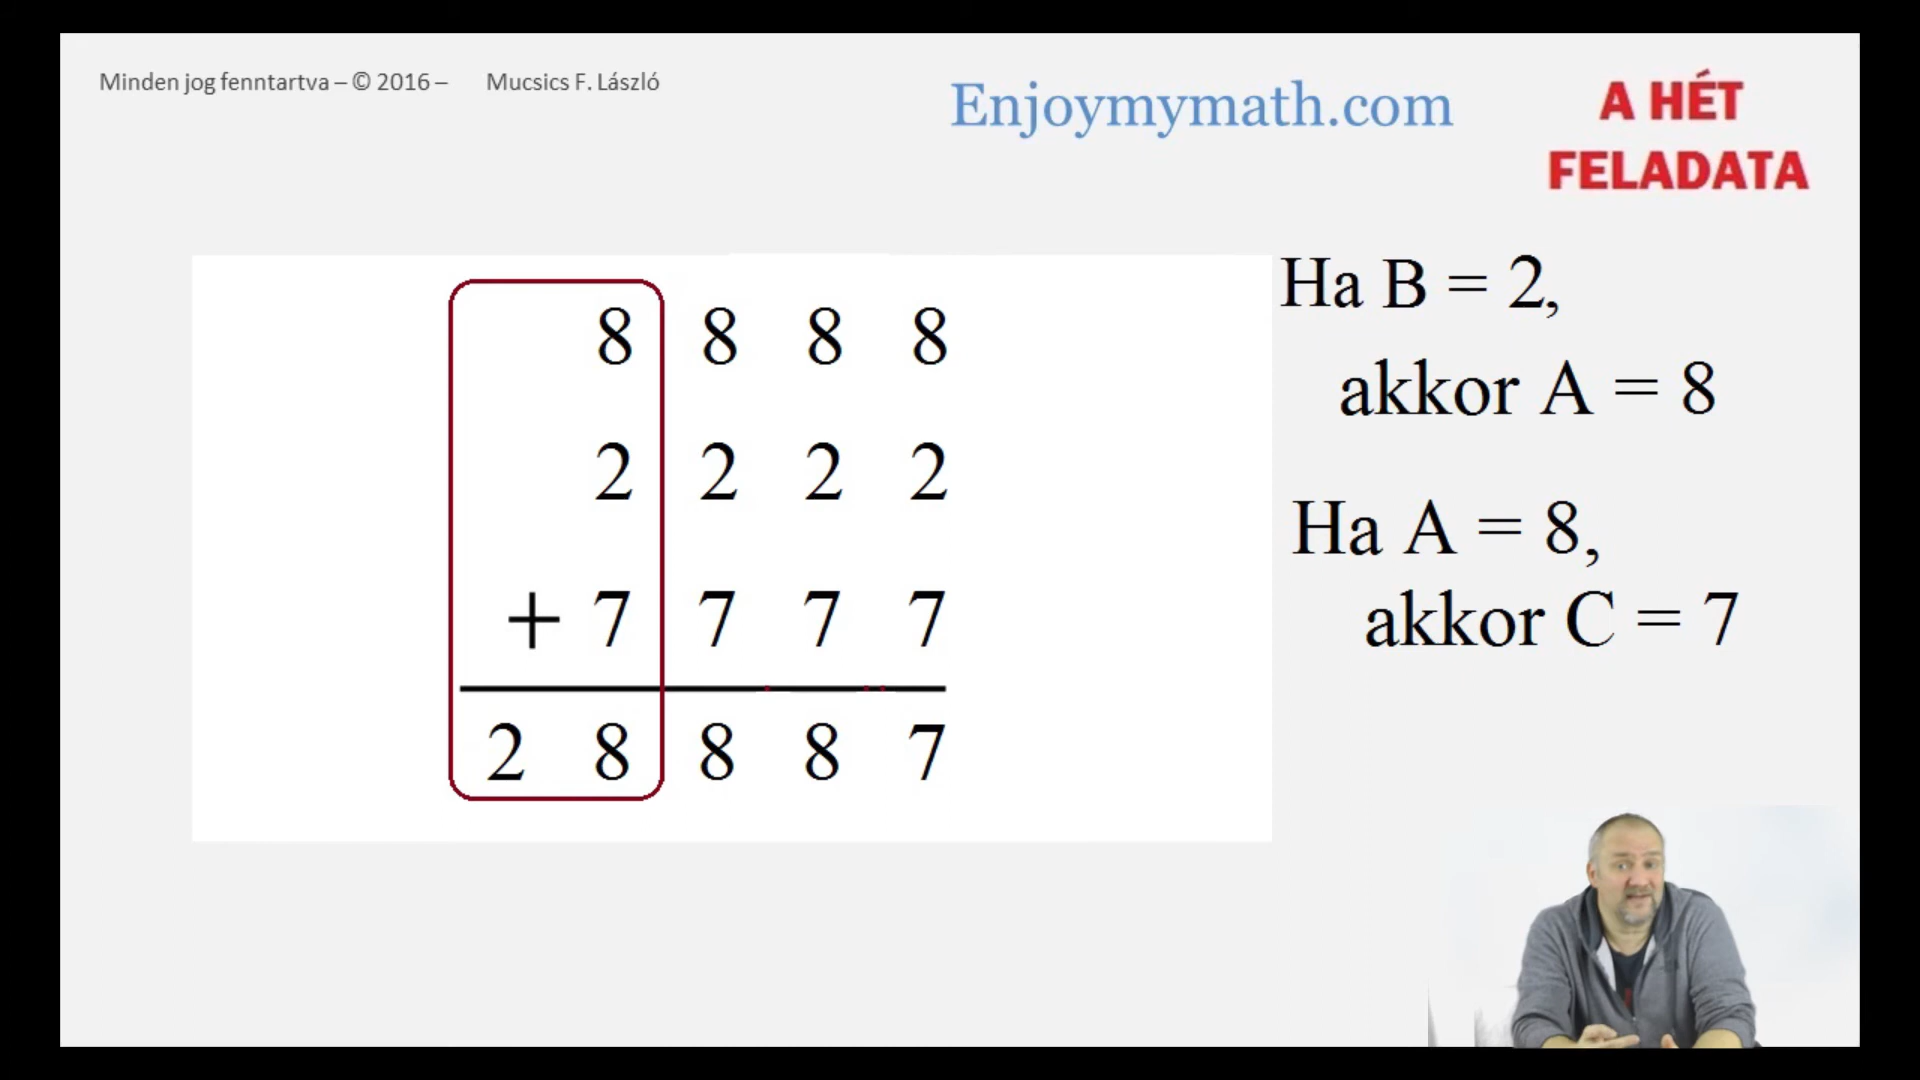 Minden jog fenntartva – © 2016 – Mucsics F. László
Enjoymymath.com
A HÉT
FELADATA
8 8 8 8
2 2 2 2
+ 7 7 7 7
2 8 8 8 7
Ha B = 2,
akkor A = 8
Ha A = 8,
akkor C = 7